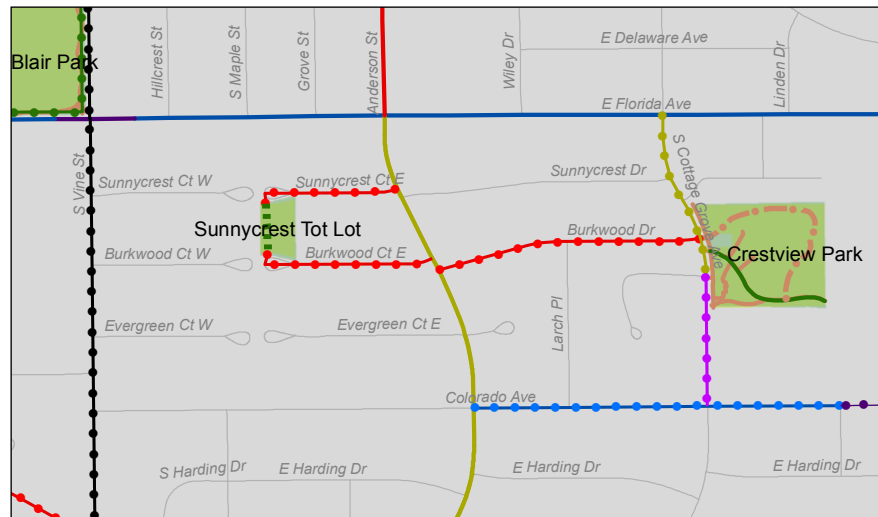 Blair Park
Hillcrest St
S Maple St
Grove St
Anderson St
Wiley Dr
E Delaware Ave
Linden Dr
E Florida Ave
S Vine St
Sunnycrest Ct W
Sunnycrest Ct E
Sunnycrest Dr
S Cottage Grove Ave
Sunnycrest Tot Lot
Burkwood Dr
Burkwood Ct W
Burkwood Ct E
Crestview Park
Evergreen Ct W
Evergreen Ct E
Larch Pl
Colorado Ave
S Harding Dr
E Harding Dr
E Harding Dr
E Harding Dr